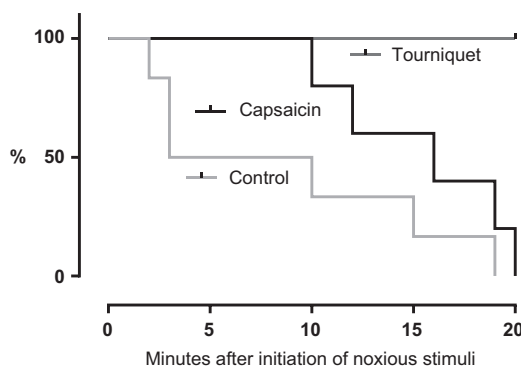 100
Tourniquet
Capsaicin
% 50
Control
0
0 5 10 15 20
Minutes after initiation of noxious stimuli